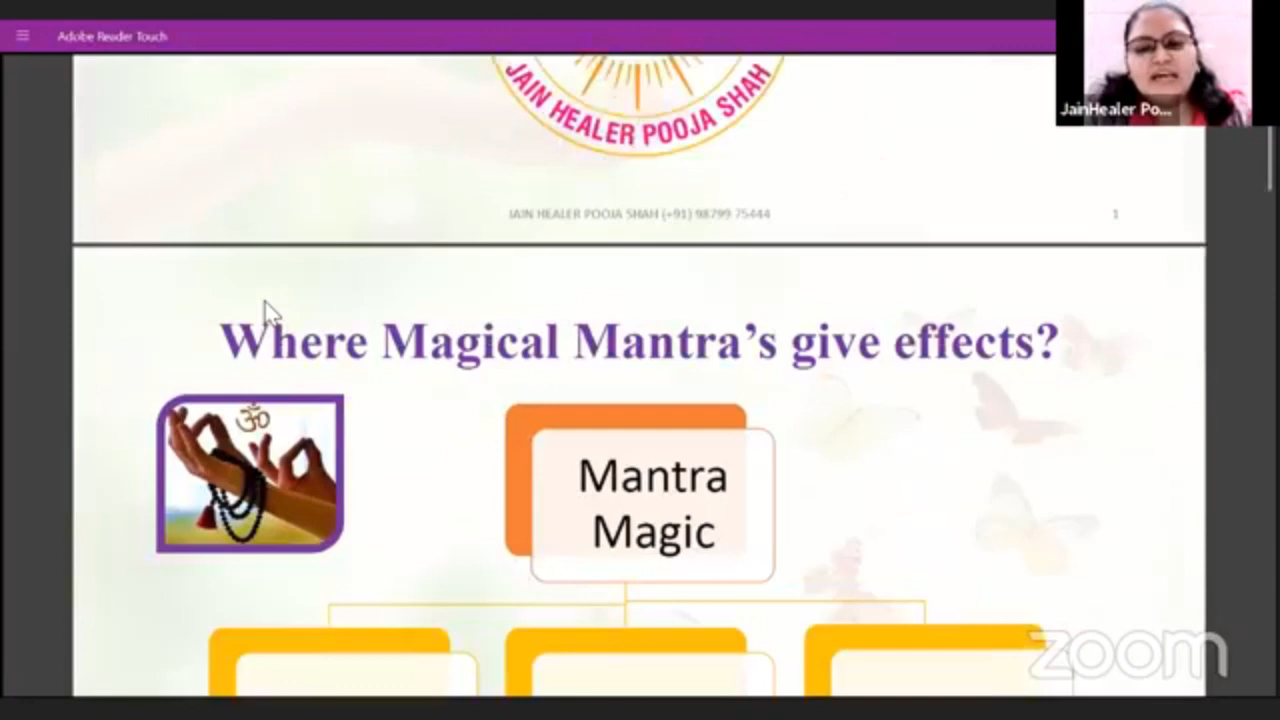 Adobe Reader Touch
JainHealer Po...
JAIN HEALER POOJA SHAH
JAIN HEALER POOJA SHAH (+91) 98799 75444
1
Where Magical Mantra's give effects?
ॐ
Mantra
Magic
zoom